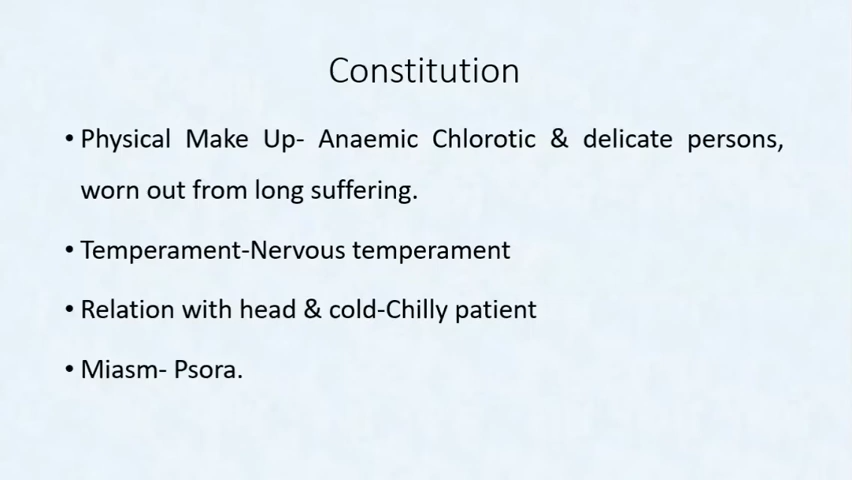 Constitution
• Physical Make Up- Anaemic Chlorotic & delicate persons,
worn out from long suffering.
• Temperament-Nervous temperament
• Relation with head & cold-Chilly patient
• Miasm- Psora.